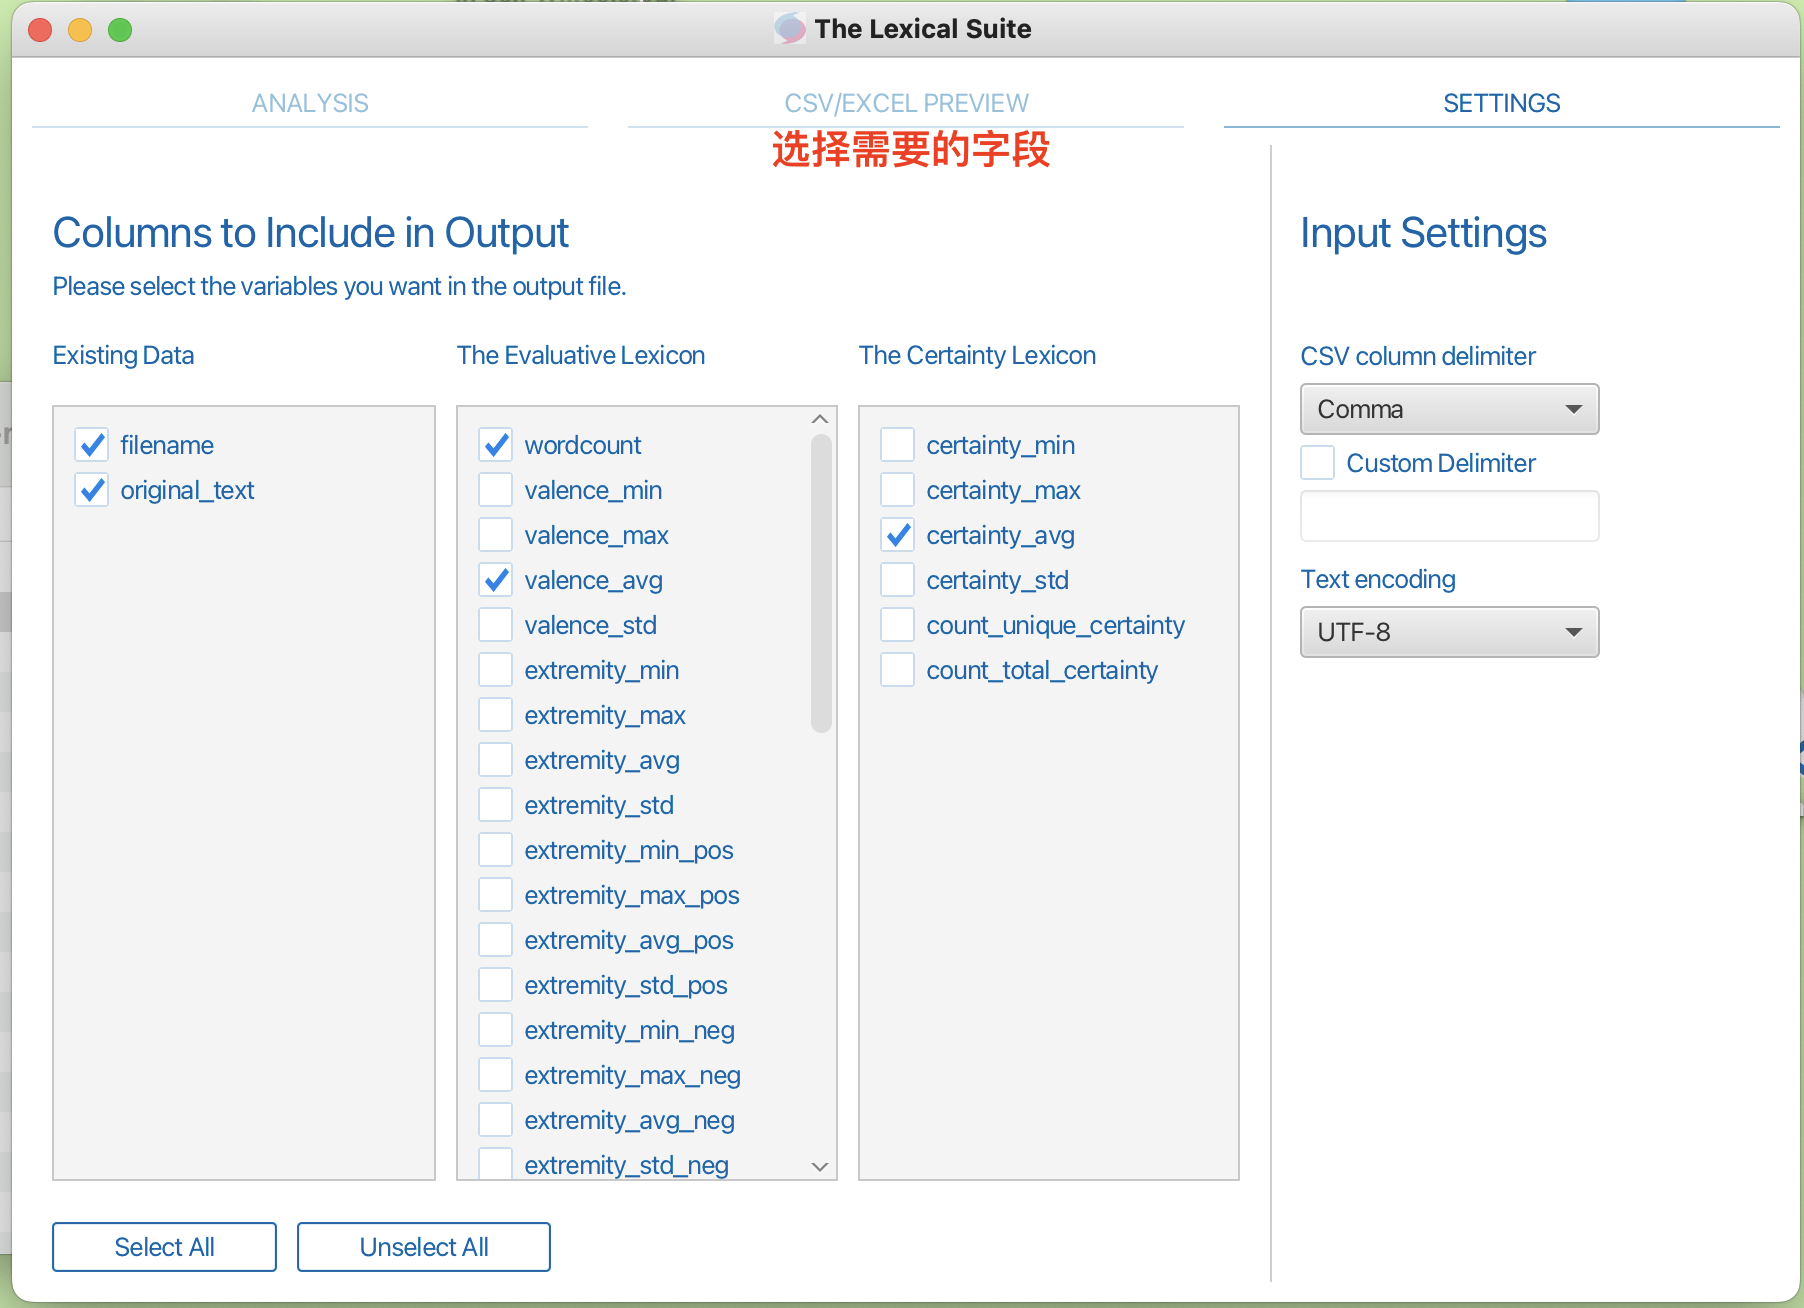 The Lexical Suite
ANALYSIS
CSV/EXCEL PREVIEW
SETTINGS
选择需要的字段
Columns to Include in Output
Please select the variables you want in the output file.
Existing Data
filename
original_text
The Evaluative Lexicon
wordcount
valence_min
valence_max
valence_avg
valence_std
extremity_min
extremity_max
extremity_avg
extremity_std
extremity_min_pos
extremity_max_pos
extremity_avg_pos
extremity_std_pos
extremity_min_neg
extremity_max_neg
extremity_avg_neg
extremity_std_neg
The Certainty Lexicon
certainty_min
certainty_max
certainty_avg
certainty_std
count_unique_certainty
count_total_certainty
Select All
Unselect All
Input Settings
CSV column delimiter
Comma
Custom Delimiter
Text encoding
UTF-8